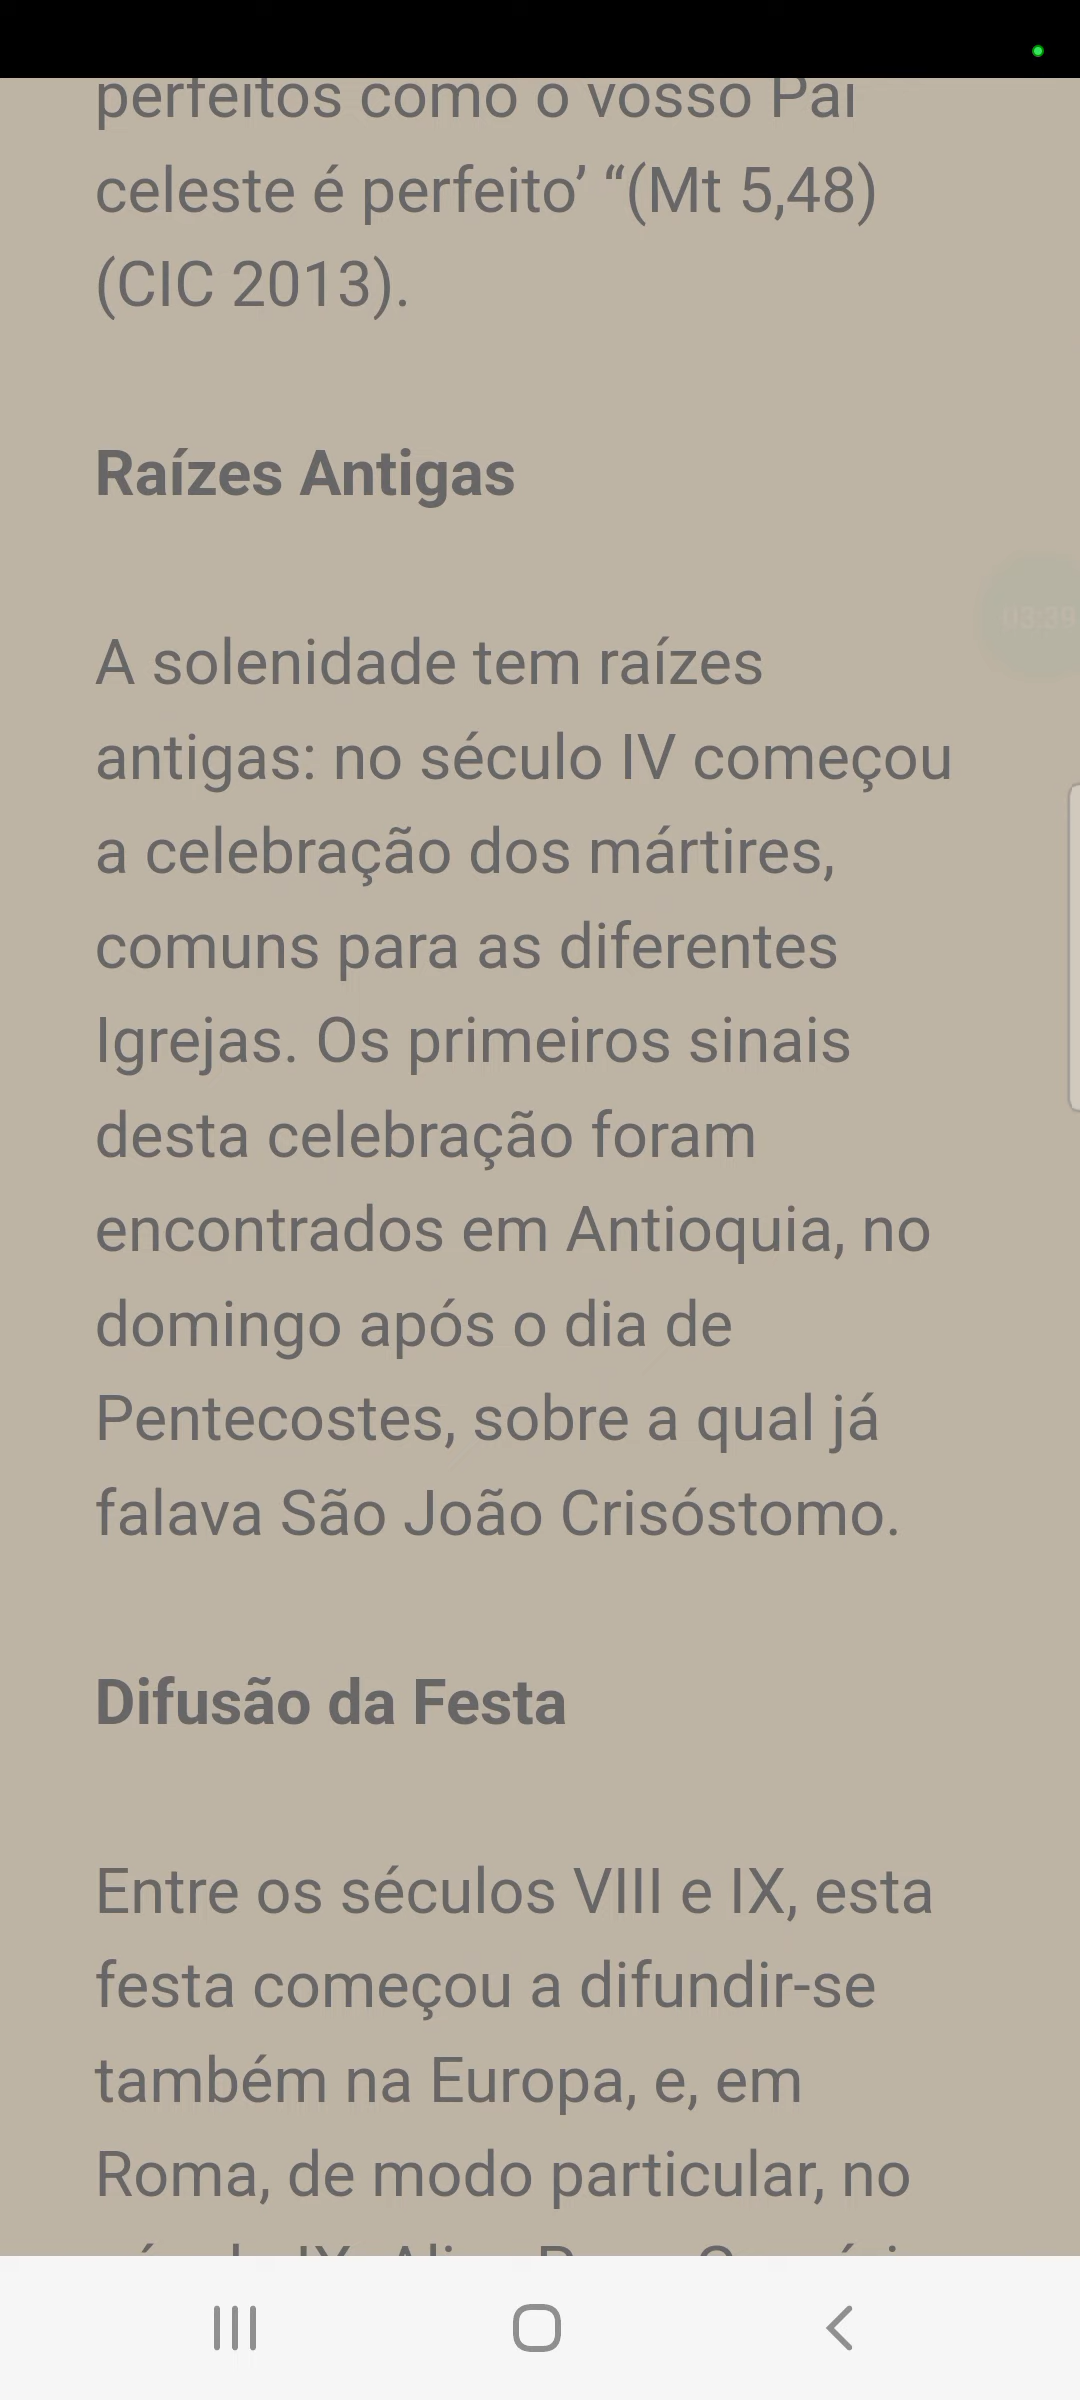 perfeitos como o vosso Pai
celeste é perfeito’ “(Mt 5,48)
(CIC 2013).
Raízes Antigas
03:39
A solenidade tem raízes
antigas: no século IV começou
a celebração dos mártires,
comuns para as diferentes
Igrejas. Os primeiros sinais
desta celebração foram
encontrados em Antioquia, no
domingo após o dia de
Pentecostes, sobre a qual já
falava São João Crisóstomo.
Difusão da Festa
Entre os séculos VIII e IX, esta
festa começou a difundir-se
também na Europa, e, em
Roma, de modo particular, no